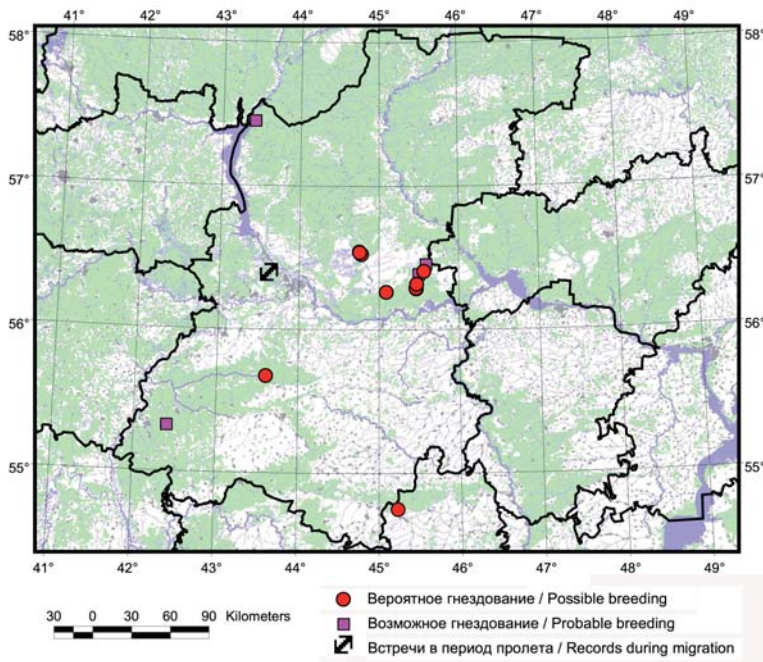 41° 42° 43° 44° 45° 46° 47° 48° 49°
58° 58°
57° 57°
56° 56°
55° 55°
41° 42° 43° 44° 45° 46° 47° 48° 49°
30 0 30 60 90 Kilometers
Вероятное гнездование / Possible breeding
Возможное гнездование / Probable breeding
Встречи в период пролета / Records during migration